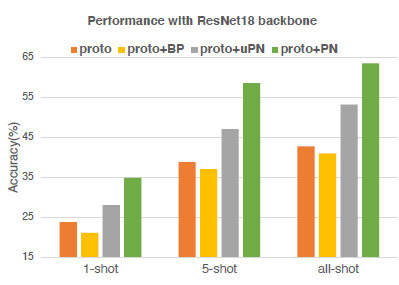 Performance with ResNet18 backbone
proto proto+BP proto+uPN proto+PN
65
55
45
35
25
15
Accuracy(%)
1-shot 5-shot all-shot